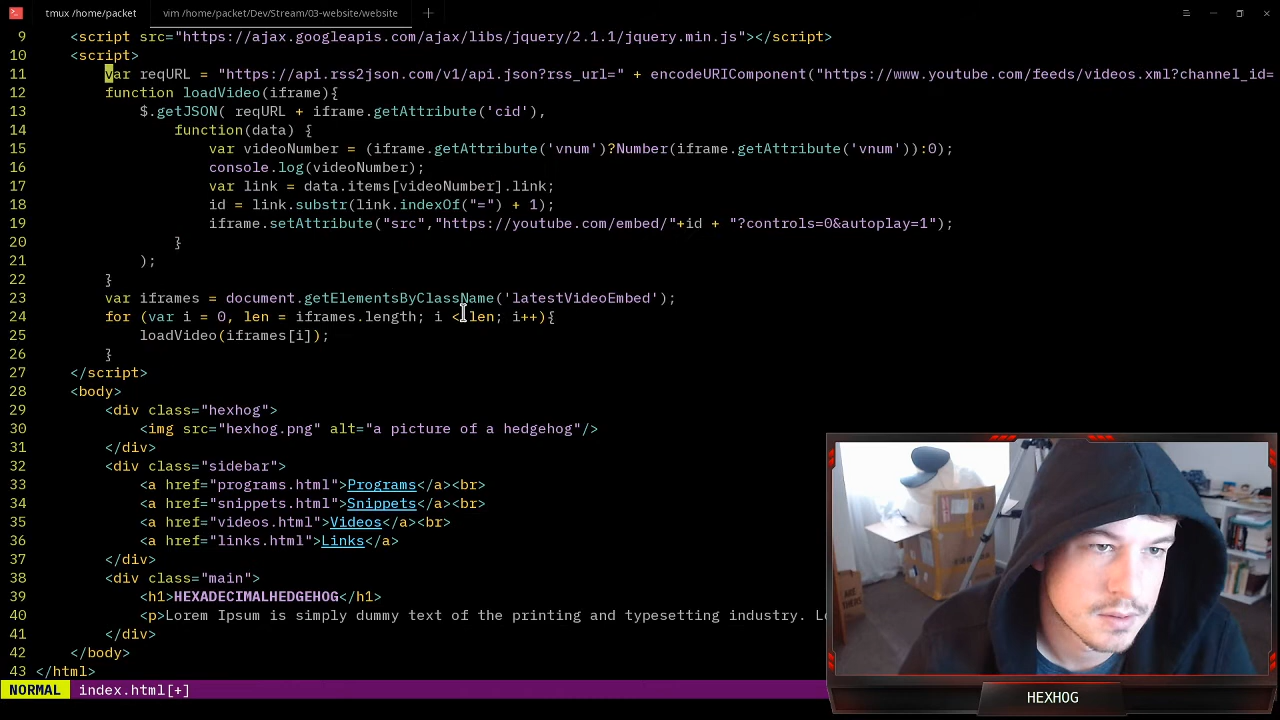 tmux /home/packet
vim /home/packet/Dev/Stream/03-website/website
9 <script src="https://ajax.googleapis.com/ajax/libs/jquery/2.1.1/jquery.min.js"></script>
10 <script>
11 var reqURL = "https://api.rss2json.com/v1/api.json?rss_url=" + encodeURIComponent("https://www.youtube.com/feeds/videos.xml?channel_id=
12 function loadVideo(iframe){
13 $.getJSON( reqURL + iframe.getAttribute('cid'),
14 function(data) {
15 var videoNumber = (iframe.getAttribute('vnum')?Number(iframe.getAttribute('vnum')):0);
16 console.log(videoNumber);
17 var link = data.items[videoNumber].link;
18 id = link.substr(link.indexOf("=") + 1);
19 iframe.setAttribute("src","https://youtube.com/embed/"+id + "?controls=0&autoplay=1");
20 }
21 );
22 }
23 var iframes = document.getElementsByClassName('latestVideoEmbed');
24 for (var i = 0, len = iframes.length; i < len; i++){
25 loadVideo(iframes[i]);
26 }
27 </script>
28 <body>
29 <div class="hexhog">
30 <img src="hexhog.png" alt="a picture of a hedgehog"/>
31 </div>
32 <div class="sidebar">
33 <a href="programs.html">Programs</a><br>
34 <a href="snippets.html">Snippets</a><br>
35 <a href="videos.html">Videos</a><br>
36 <a href="links.html">Links</a>
37 </div>
38 <div class="main">
39 <h1>HEXADECIMALHEDGEHOG</h1>
40 <p>Lorem Ipsum is simply dummy text of the printing and typesetting industry. Lo
41 </div>
42 </body>
43 </html>
NORMAL index.html[+]
HEXHOG